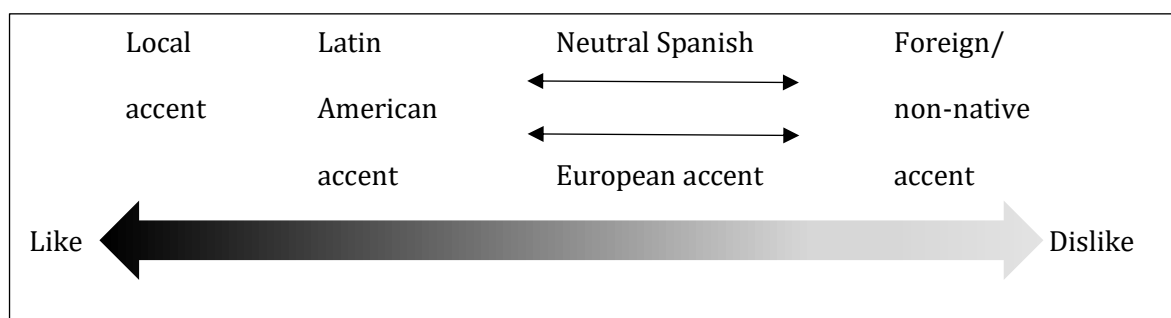 Local
accent
Latin
American
accent
Neutral Spanish
European accent
Foreign/
non-native
accent
Like
Dislike